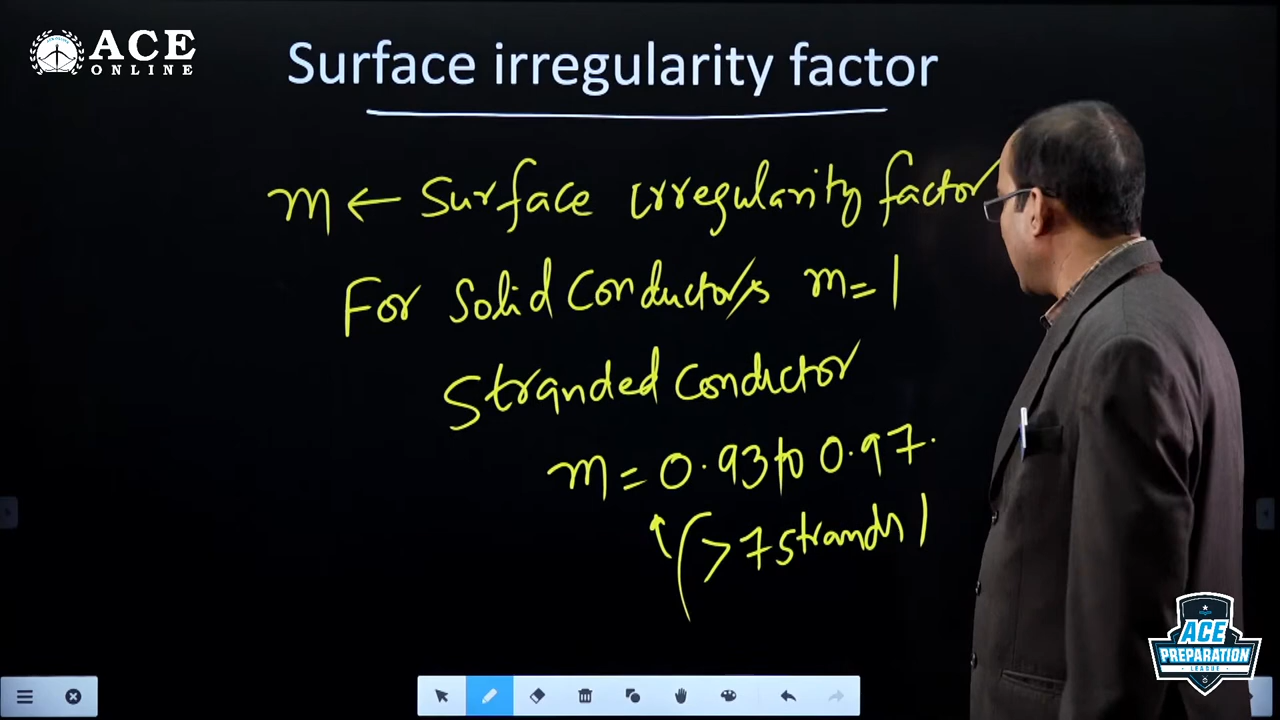 ACE
ONLINE
Surface irregularity factor
m ← Surface irregularity factor
For Solid Conductors m = 1
Stranded Conductor
m = 0.93 to 0.97.
(> 7 strands)
ACE
PREPARATION
LEAGUE